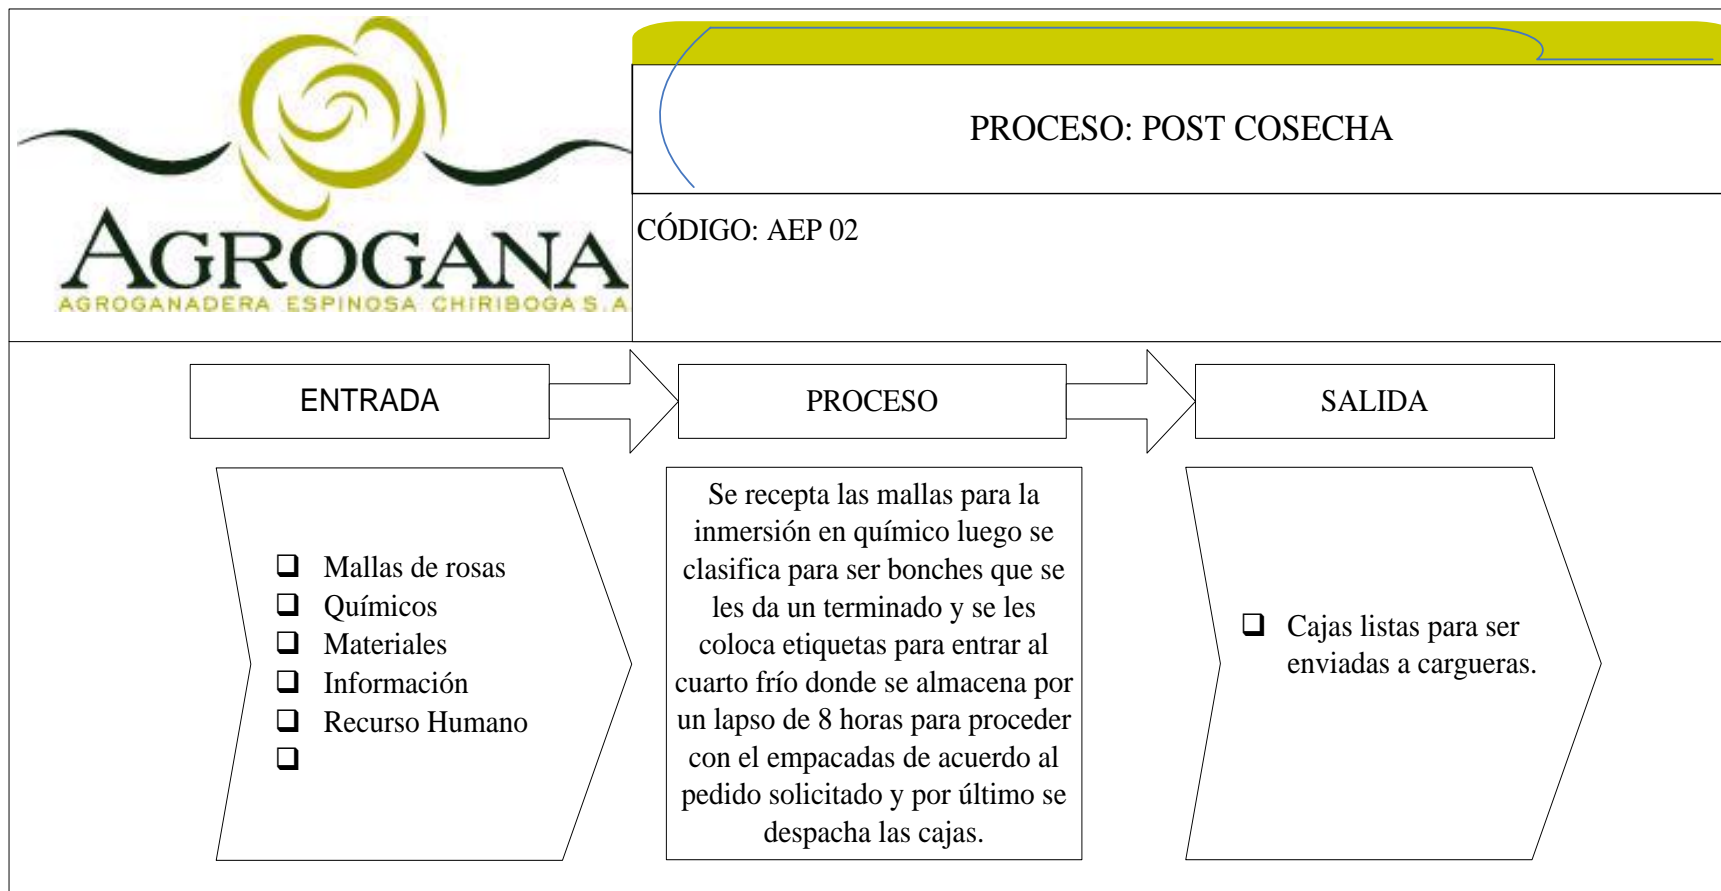 AGROGANA
AGROGANADERA ESPINOSA CHIRIBOGA S.A
PROCESO: POST COSECHA
CÓDIGO: AEP 02
ENTRADA
PROCESO
SALIDA
Mallas de rosas
Químicos
Materiales
Información
Recurso Humano
Se recepta las mallas para la
inmersión en químico luego se
clasifica para ser bonches que se
les da un terminado y se les
coloca etiquetas para entrar al
cuarto frío donde se almacena por
un lapso de 8 horas para proceder
con el empacadas de acuerdo al
pedido solicitado y por último se
despacha las cajas.
Cajas listas para ser
enviadas a cargueras.